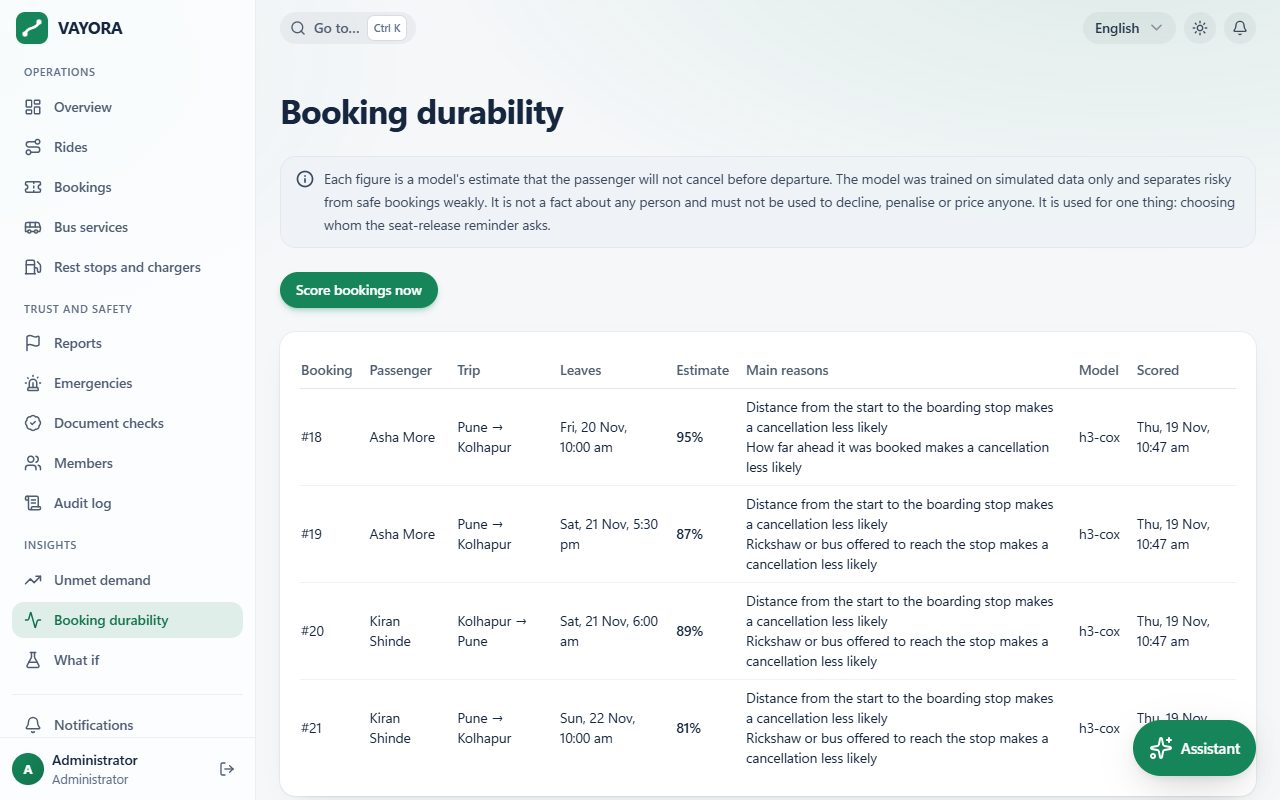 VAYORA
Go to...
Ctrl K
English
OPERATIONS
Overview
Rides
Bookings
Bus services
Rest stops and chargers
TRUST AND SAFETY
Reports
Emergencies
Document checks
Members
Audit log
INSIGHTS
Unmet demand
Booking durability
What if
Notifications
A
Administrator
Administrator
Booking durability
Each figure is a model's estimate that the passenger will not cancel before departure. The model was trained on simulated data only and separates risky
from safe bookings weakly. It is not a fact about any person and must not be used to decline, penalise or price anyone. It is used for one thing: choosing
whom the seat-release reminder asks.
Score bookings now
Booking Passenger Trip Leaves Estimate Main reasons Model Scored
#18
Asha More
Pune →
Kolhapur
Fri, 20 Nov,
10:00 am
95%
Distance from the start to the boarding stop makes
a cancellation less likely
How far ahead it was booked makes a cancellation
less likely
h3-cox
Thu, 19 Nov,
10:47 am
#19
Asha More
Pune →
Kolhapur
Sat, 21 Nov, 5:30
pm
87%
Distance from the start to the boarding stop makes
a cancellation less likely
Rickshaw or bus offered to reach the stop makes a
cancellation less likely
h3-cox
Thu, 19 Nov,
10:47 am
#20
Kiran
Shinde
Kolhapur →
Pune
Sat, 21 Nov, 6:00
am
89%
Distance from the start to the boarding stop makes
a cancellation less likely
Rickshaw or bus offered to reach the stop makes a
cancellation less likely
h3-cox
Thu, 19 Nov,
10:47 am
#21
Kiran
Shinde
Pune →
Kolhapur
Sun, 22 Nov,
10:00 am
81%
Distance from the start to the boarding stop makes
a cancellation less likely
Rickshaw or bus offered to reach the stop makes a
cancellation less likely
h3-cox
Thu, 19 Nov,
Assistant